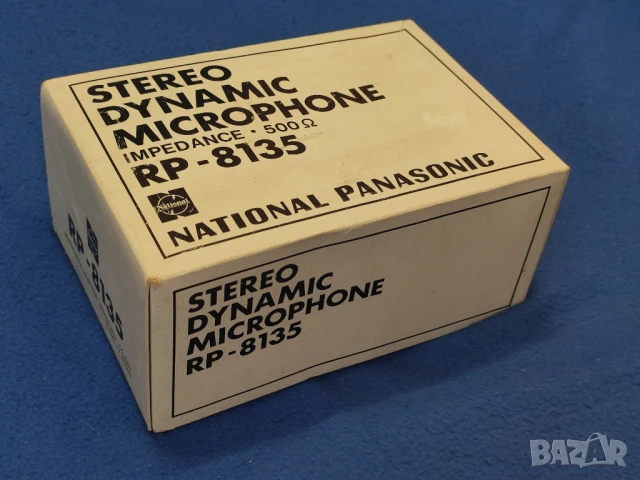 STEREO
DYNAMIC
MICROPHONE
IMPEDANCE · 500Ω
RP-8135
National
NATIONAL PANASONIC
STEREO
DYNAMIC
MICROPHONE
RP-8135
RP-8135
BAZAR